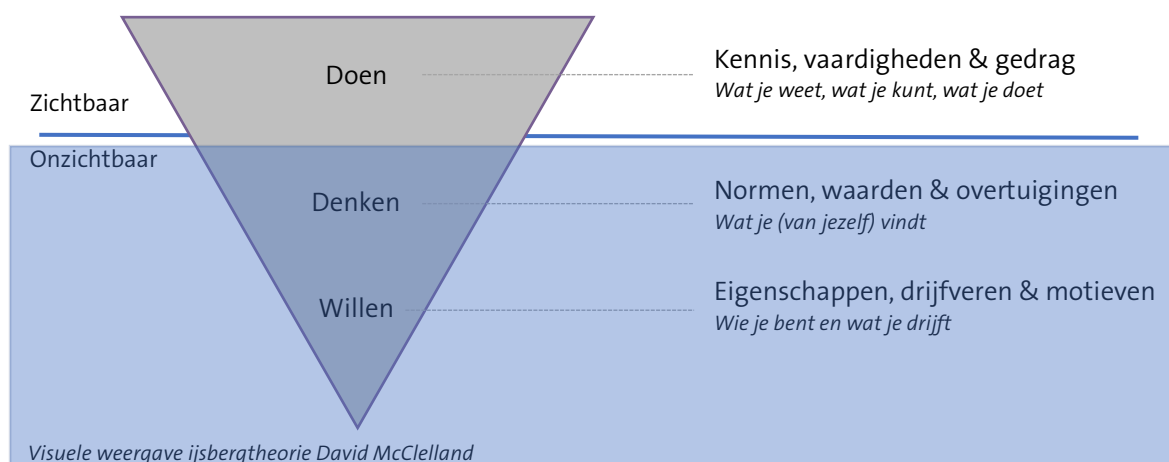 Doen
Kennis, vaardigheden & gedrag
Wat je weet, wat je kunt, wat je doet
Zichtbaar
Onzichtbaar
Denken
Normen, waarden & overtuigingen
Wat je (van jezelf) vindt
Willen
Eigenschappen, drijfveren & motieven
Wie je bent en wat je drijft
Visuele weergave ijsbergtheorie David McClelland